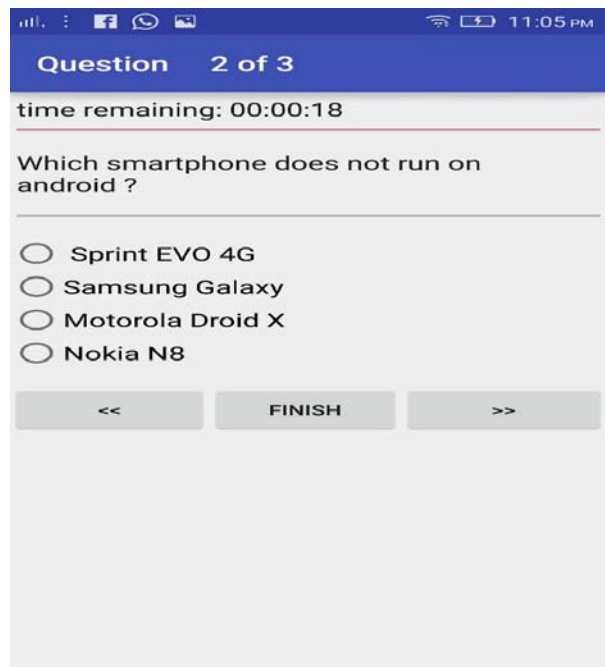 11:05 PM
Question 2 of 3
time remaining: 00:00:18
Which smartphone does not run on
android ?
Sprint EVO 4G
Samsung Galaxy
Motorola Droid X
Nokia N8
<< FINISH >>